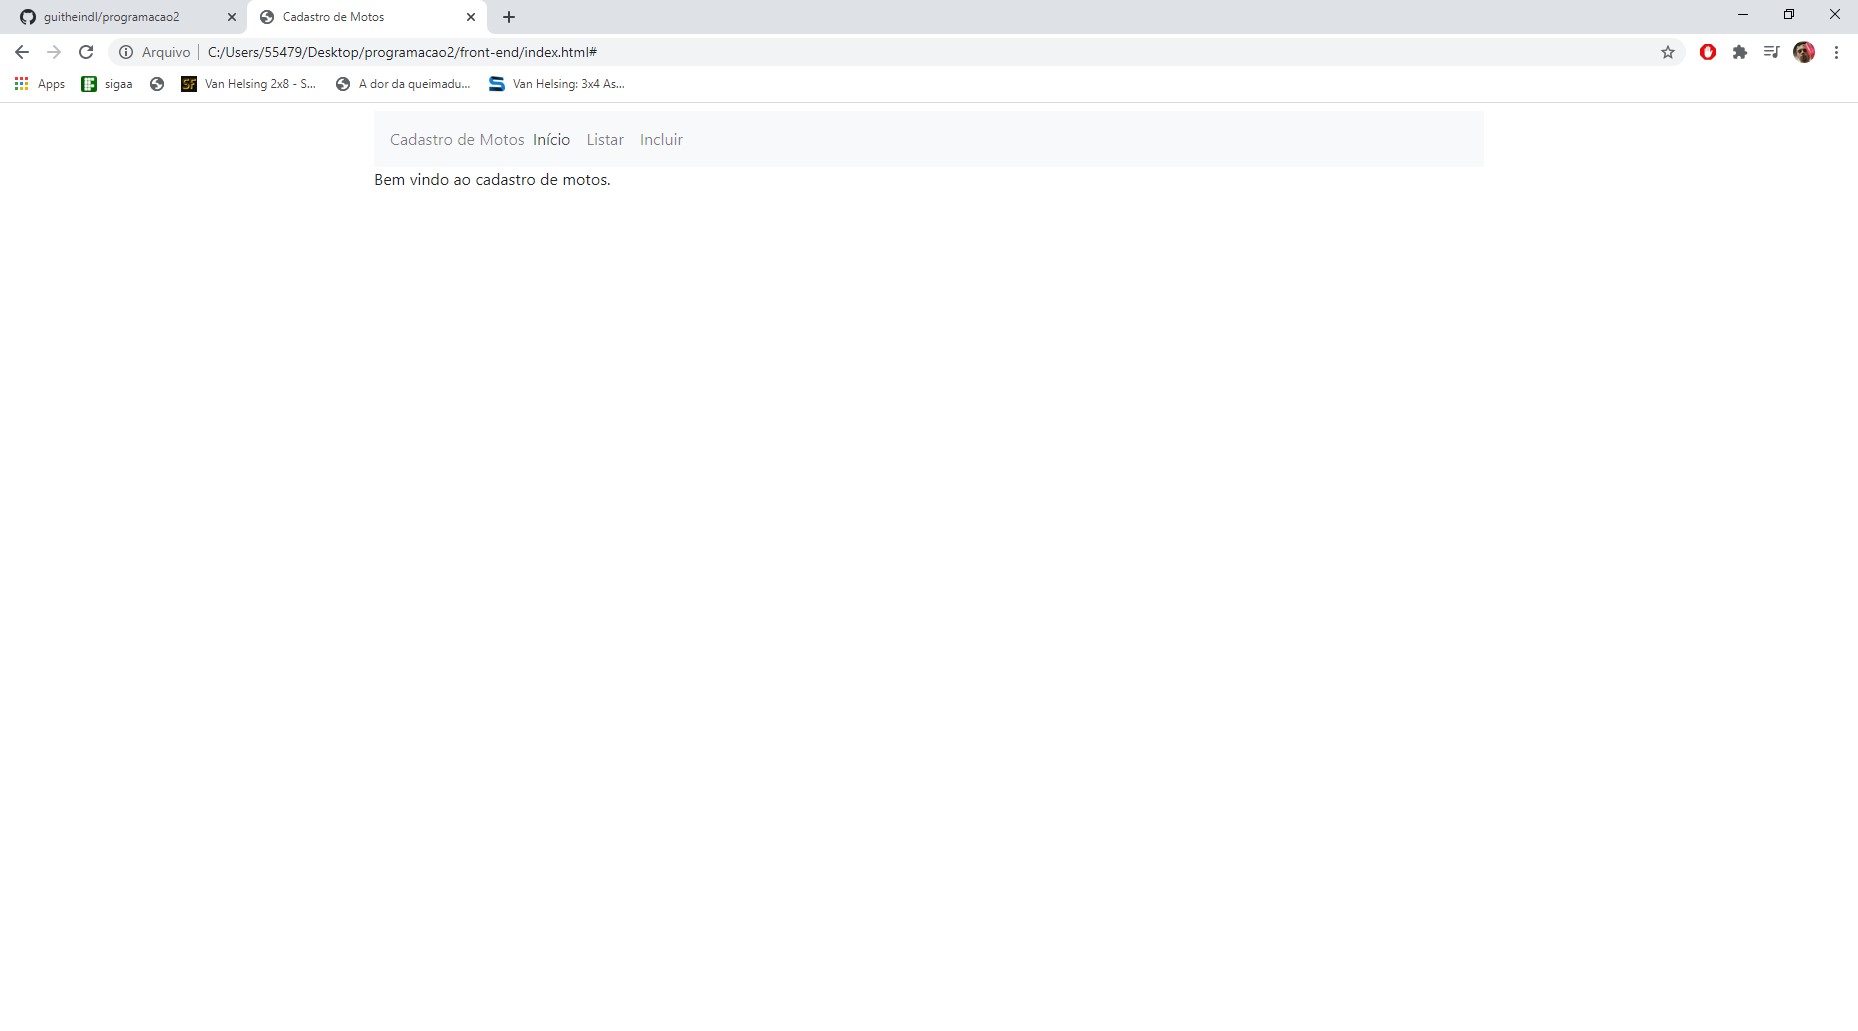 guitheindl/programacao2
Cadastro de Motos
Arquivo
C:/Users/55479/Desktop/programacao2/front-end/index.html#
Apps
sigaa
SF
Van Helsing 2x8 - S...
A dor da queimadu...
Van Helsing: 3x4 As...
Cadastro de Motos Início Listar Incluir
Bem vindo ao cadastro de motos.